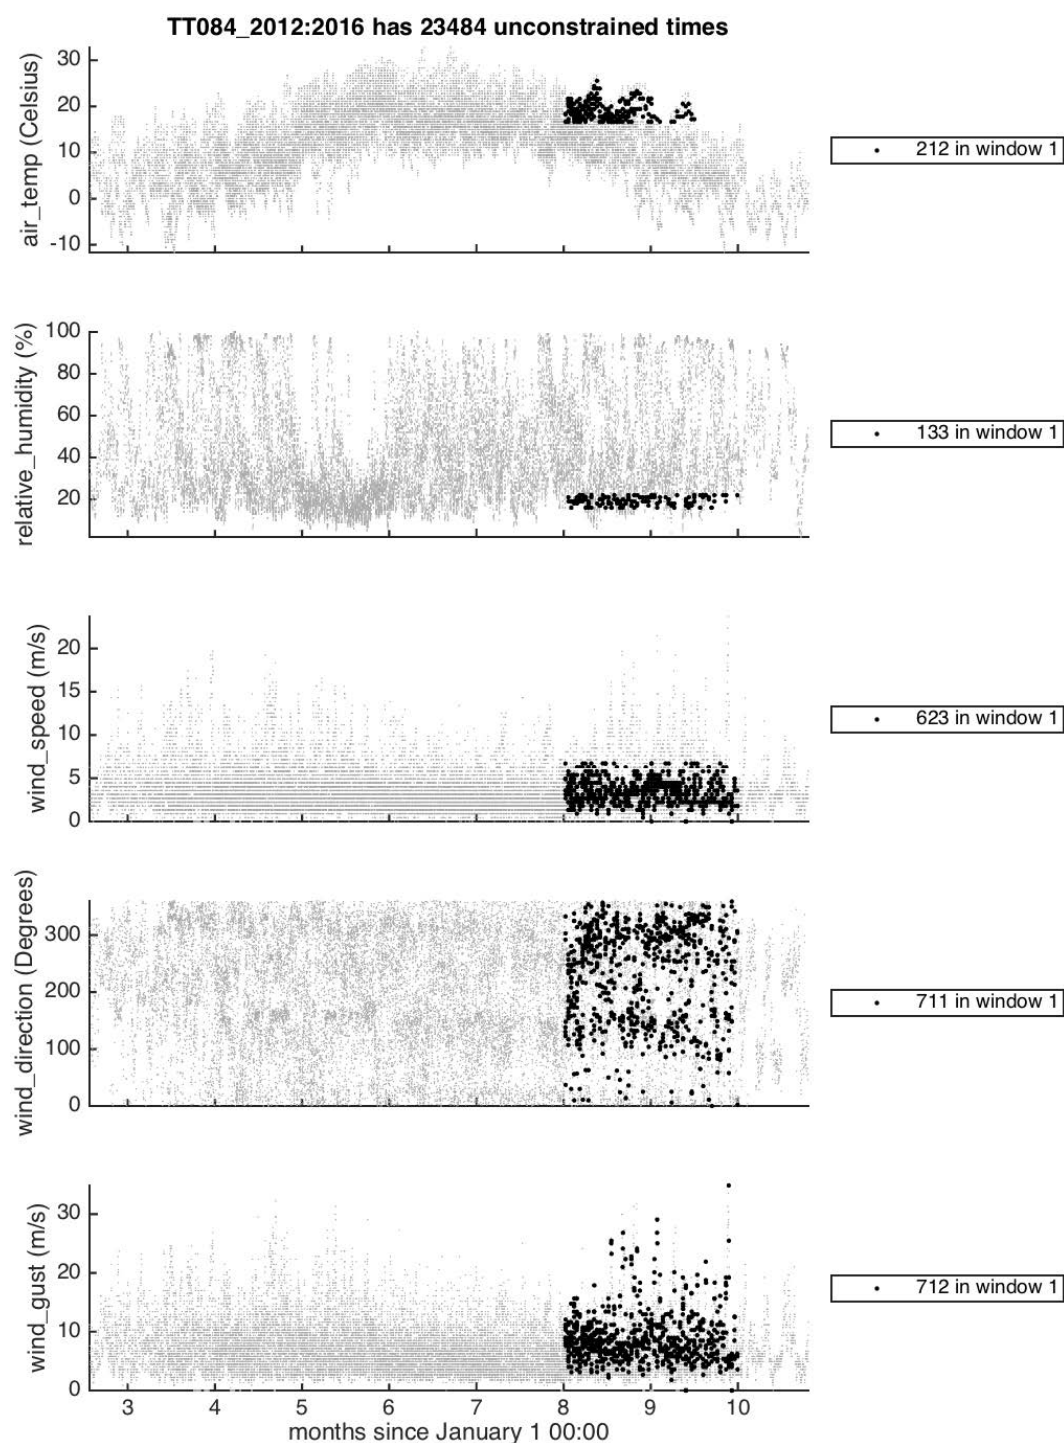 TT084_2012:2016 has 23484 unconstrained times
air_temp (Celsius)
30
20
10
0
-10
212 in window 1
relative_humidity (%)
100
80
60
40
20
133 in window 1
wind_speed (m/s)
20
15
10
5
0
623 in window 1
wind_direction (Degrees)
300
200
100
0
711 in window 1
wind_gust (m/s)
30
20
10
0
712 in window 1
3 4 5 6 7 8 9 10
months since January 1 00:00